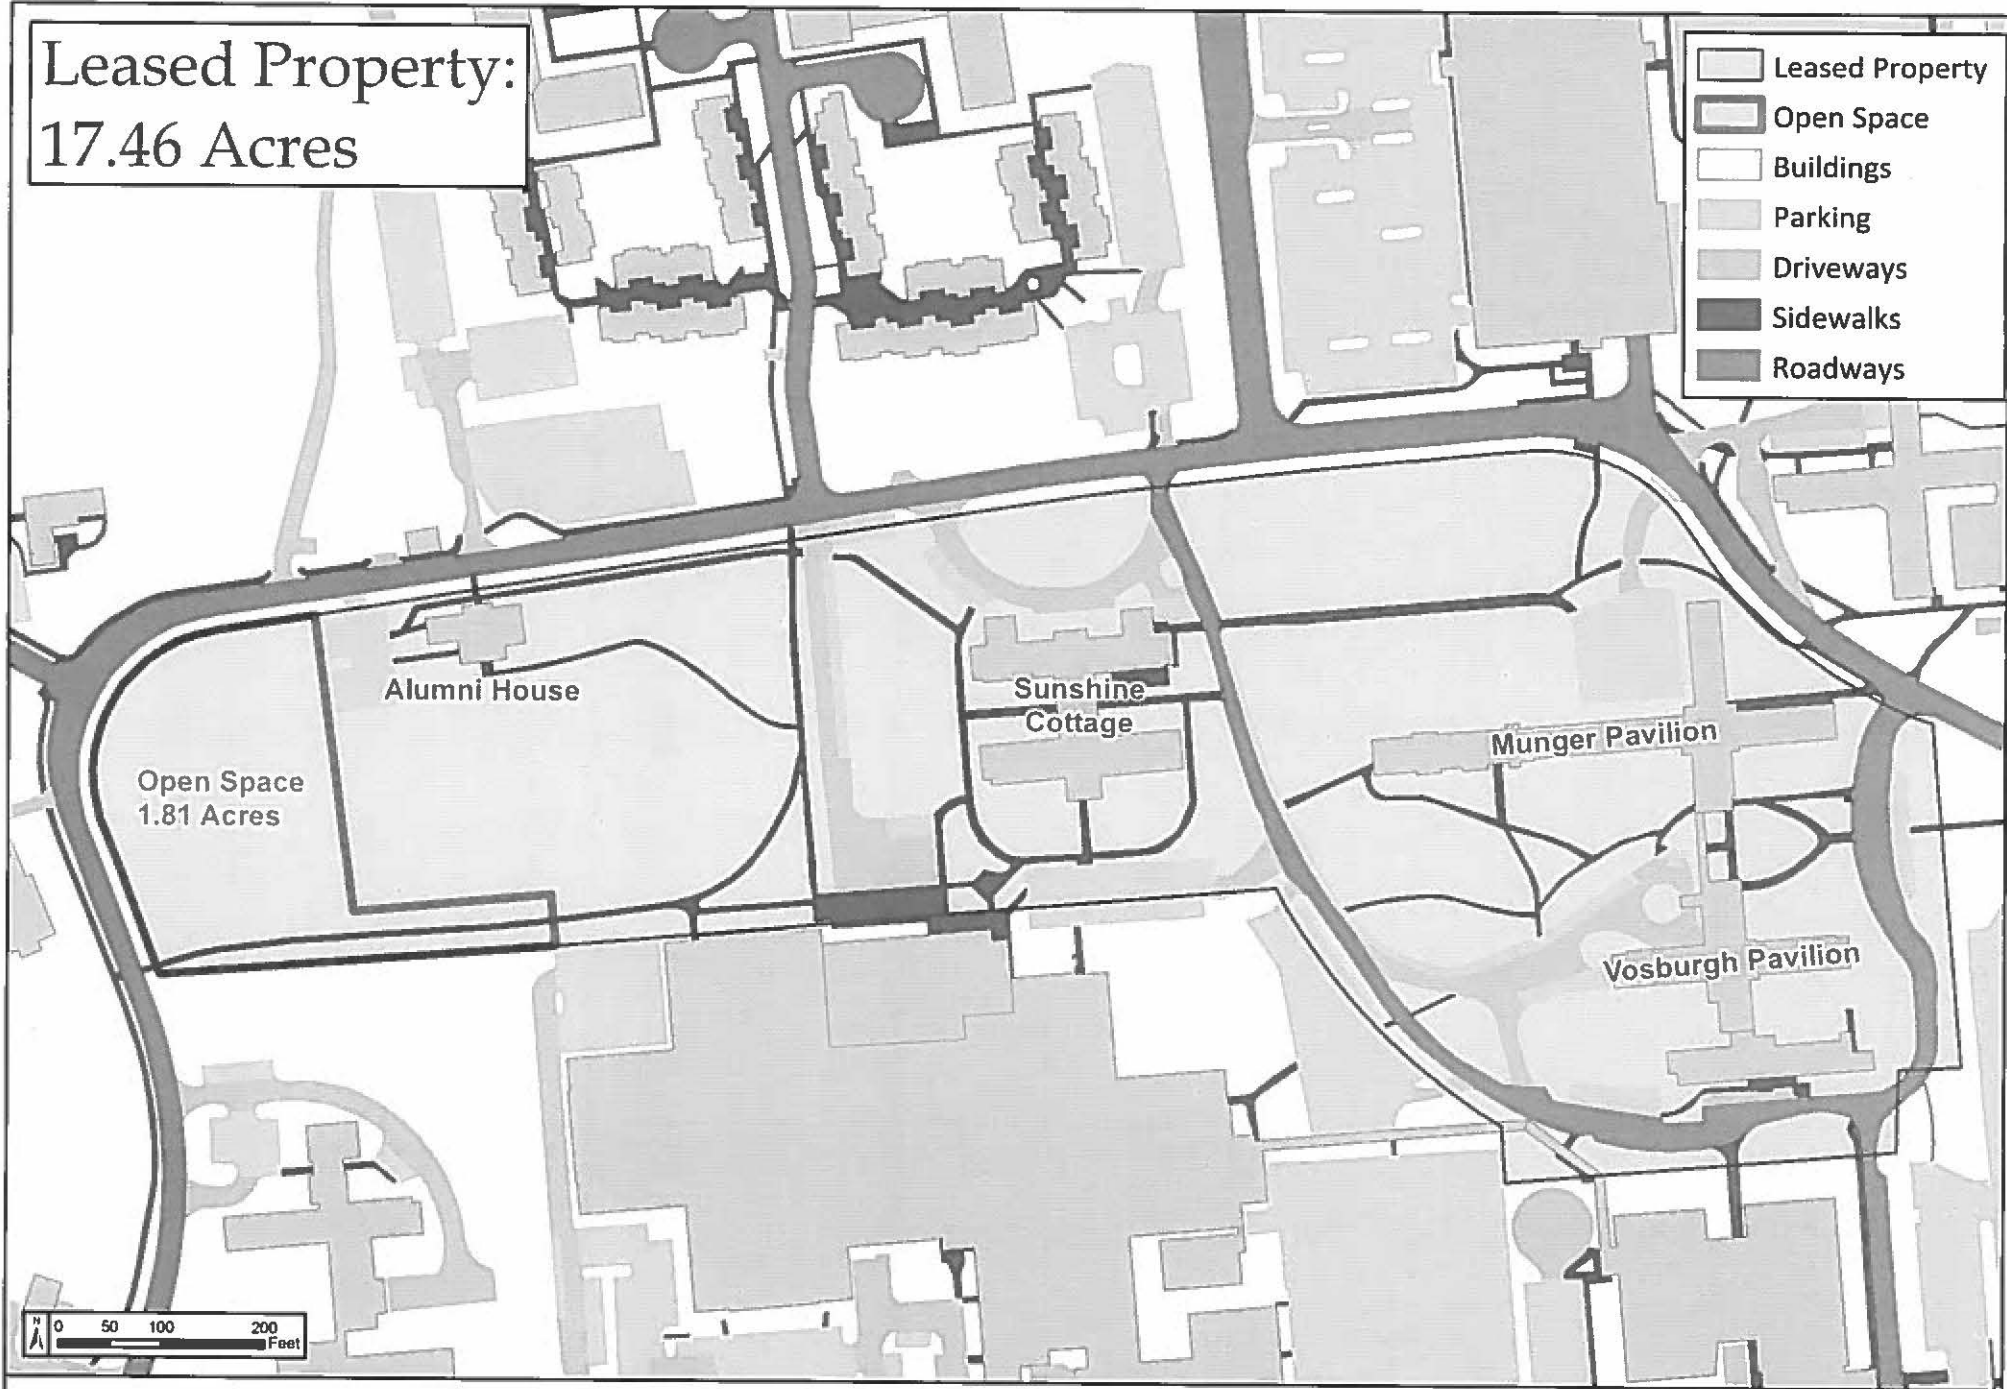 Leased Property:
17.46 Acres
Leased Property
Open Space
Buildings
Parking
Driveways
Sidewalks
Roadways
Alumni House
Sunshine
Cottage
Munger Pavilion
Open Space
1.81 Acres
Vosburgh Pavilion
N
0 50 100 200
Feet